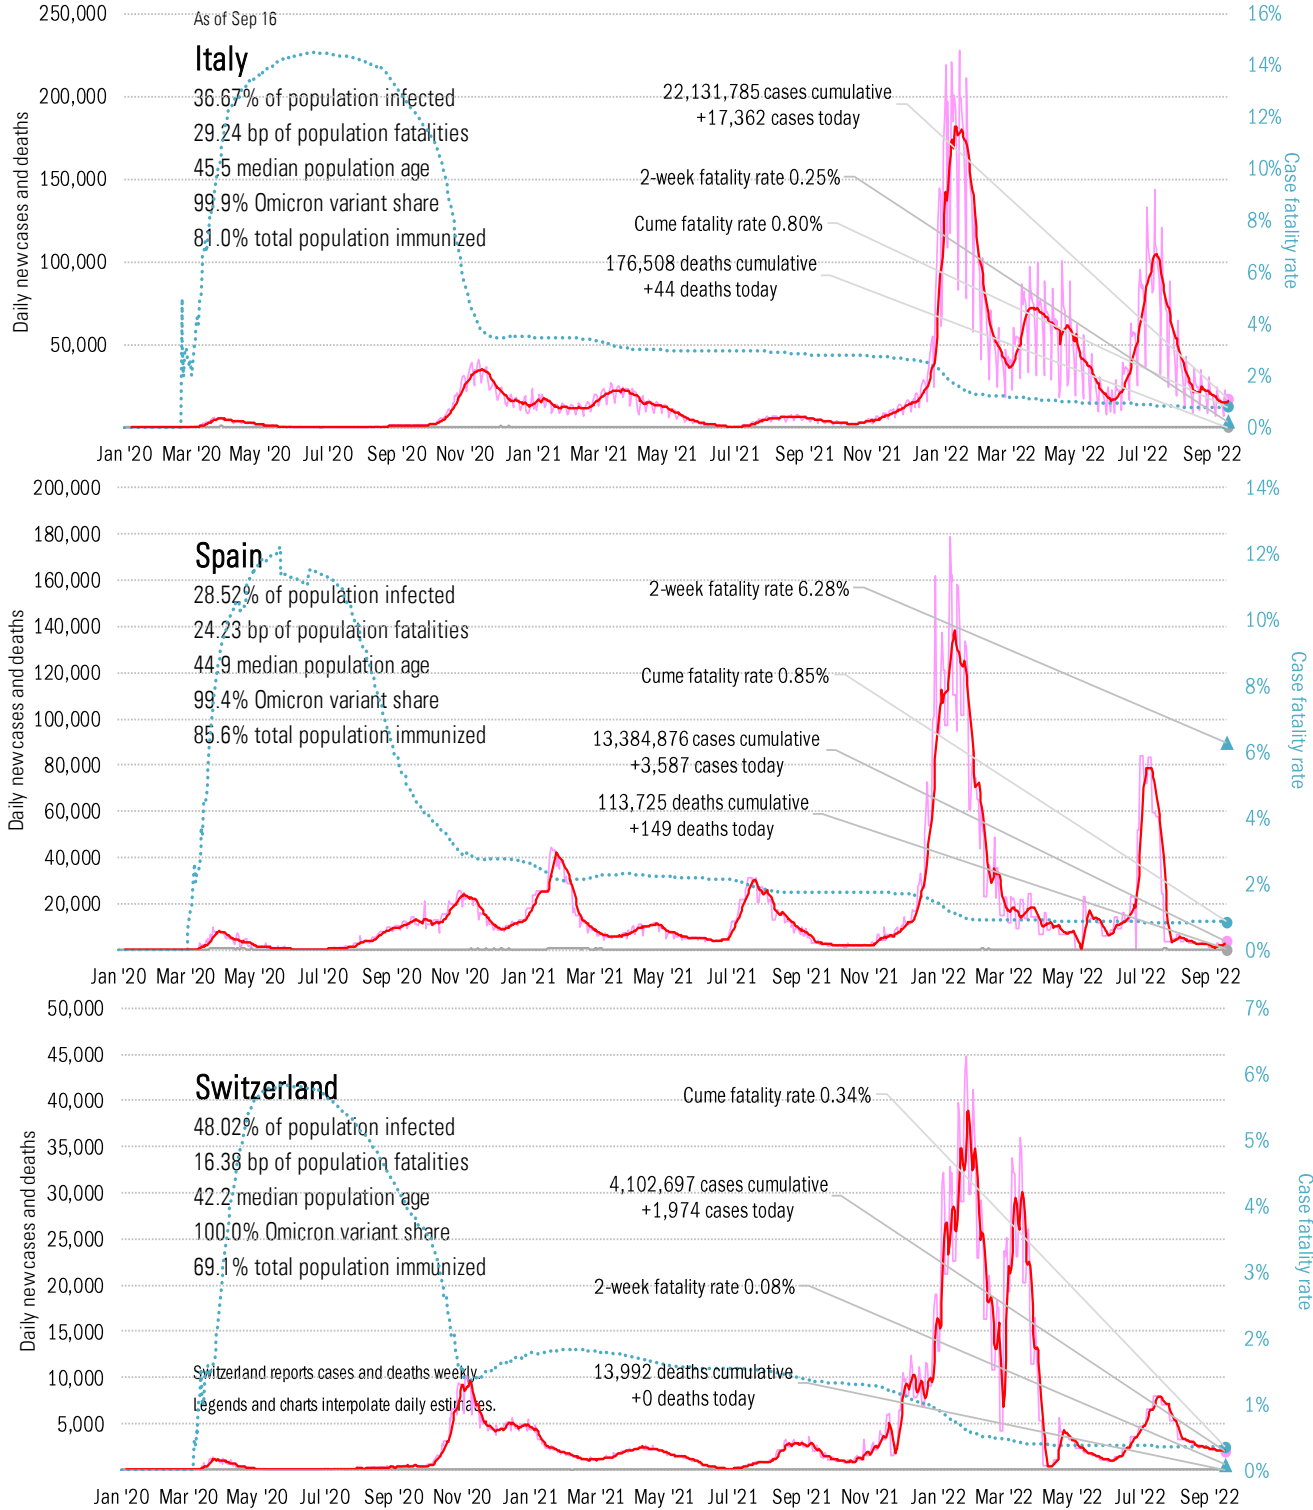 250,000
As of Sep 16
16%
Italy
14%
36.67% of population infected
22,131,785 cases cumulative
200,000
+17,362 cases today
12%
29.24 bp of population fatalities
45.5 median population age
2-week fatality rate 0.25%
150,000
10%
99.9% Omicron variant share
Cume fatality rate 0.80%
8%
81.0% total population immunized
176,508 deaths cumulative
100,000
+44 deaths today
6%
4%
50,000
2%
0%
Daily new cases and deaths
Case fatality rate
Jan '20 Mar '20 May '20 Jul '20 Sep '20 Nov '20 Jan '21 Mar '21 May '21 Jul '21 Sep '21 Nov '21 Jan '22 Mar '22 May '22 Jul '22 Sep '22
200,000
14%
180,000
Spain
12%
160,000
28.52% of population infected
2-week fatality rate 6.28%
140,000
24.23 bp of population fatalities
10%
44.9 median population age
120,000
Cume fatality rate 0.85%
8%
99.4% Omicron variant share
100,000
85.6% total population immunized
13,384,876 cases cumulative
+3,587 cases today
6%
80,000
113,725 deaths cumulative
+149 deaths today
60,000
4%
40,000
2%
20,000
0%
Daily new cases and deaths
Case fatality rate
Jan '20 Mar '20 May '20 Jul '20 Sep '20 Nov '20 Jan '21 Mar '21 May '21 Jul '21 Sep '21 Nov '21 Jan '22 Mar '22 May '22 Jul '22 Sep '22
50,000
7%
45,000
6%
Switzerland
40,000
Cume fatality rate 0.34%
48.02% of population infected
5%
35,000
16.38 bp of population fatalities
4,102,697 cases cumulative
+1,974 cases today
30,000
42.2 median population age
4%
100.0% Omicron variant share
25,000
69.1% total population immunized
3%
20,000
2-week fatality rate 0.08%
15,000
2%
Switzerland reports cases and deaths weekly.
13,992 deaths cumulative
+0 deaths today
10,000
Legends and charts interpolate daily estimates.
1%
5,000
0%
Daily new cases and deaths
Case fatality rate
Jan '20 Mar '20 May '20 Jul '20 Sep '20 Nov '20 Jan '21 Mar '21 May '21 Jul '21 Sep '21 Nov '21 Jan '22 Mar '22 May '22 Jul '22 Sep '22